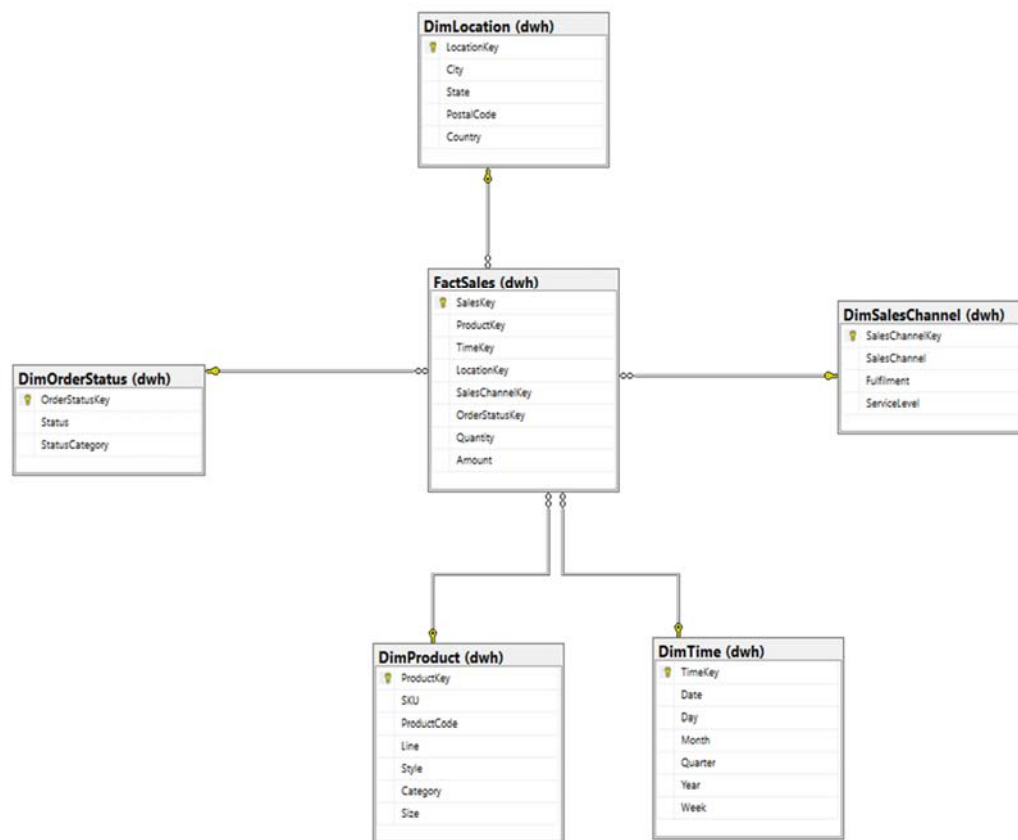 DimLocation (dwh)
LocationKey
City
State
PostalCode
Country
FactSales (dwh)
SalesKey
ProductKey
TimeKey
LocationKey
SalesChannelKey
OrderStatusKey
Quantity
Amount
DimSalesChannel (dwh)
SalesChannelKey
SalesChannel
Fulfilment
ServiceLevel
DimOrderStatus (dwh)
OrderStatusKey
Status
StatusCategory
DimProduct (dwh)
ProductKey
SKU
ProductCode
Line
Style
Category
Size
DimTime (dwh)
TimeKey
Date
Day
Month
Quarter
Year
Week